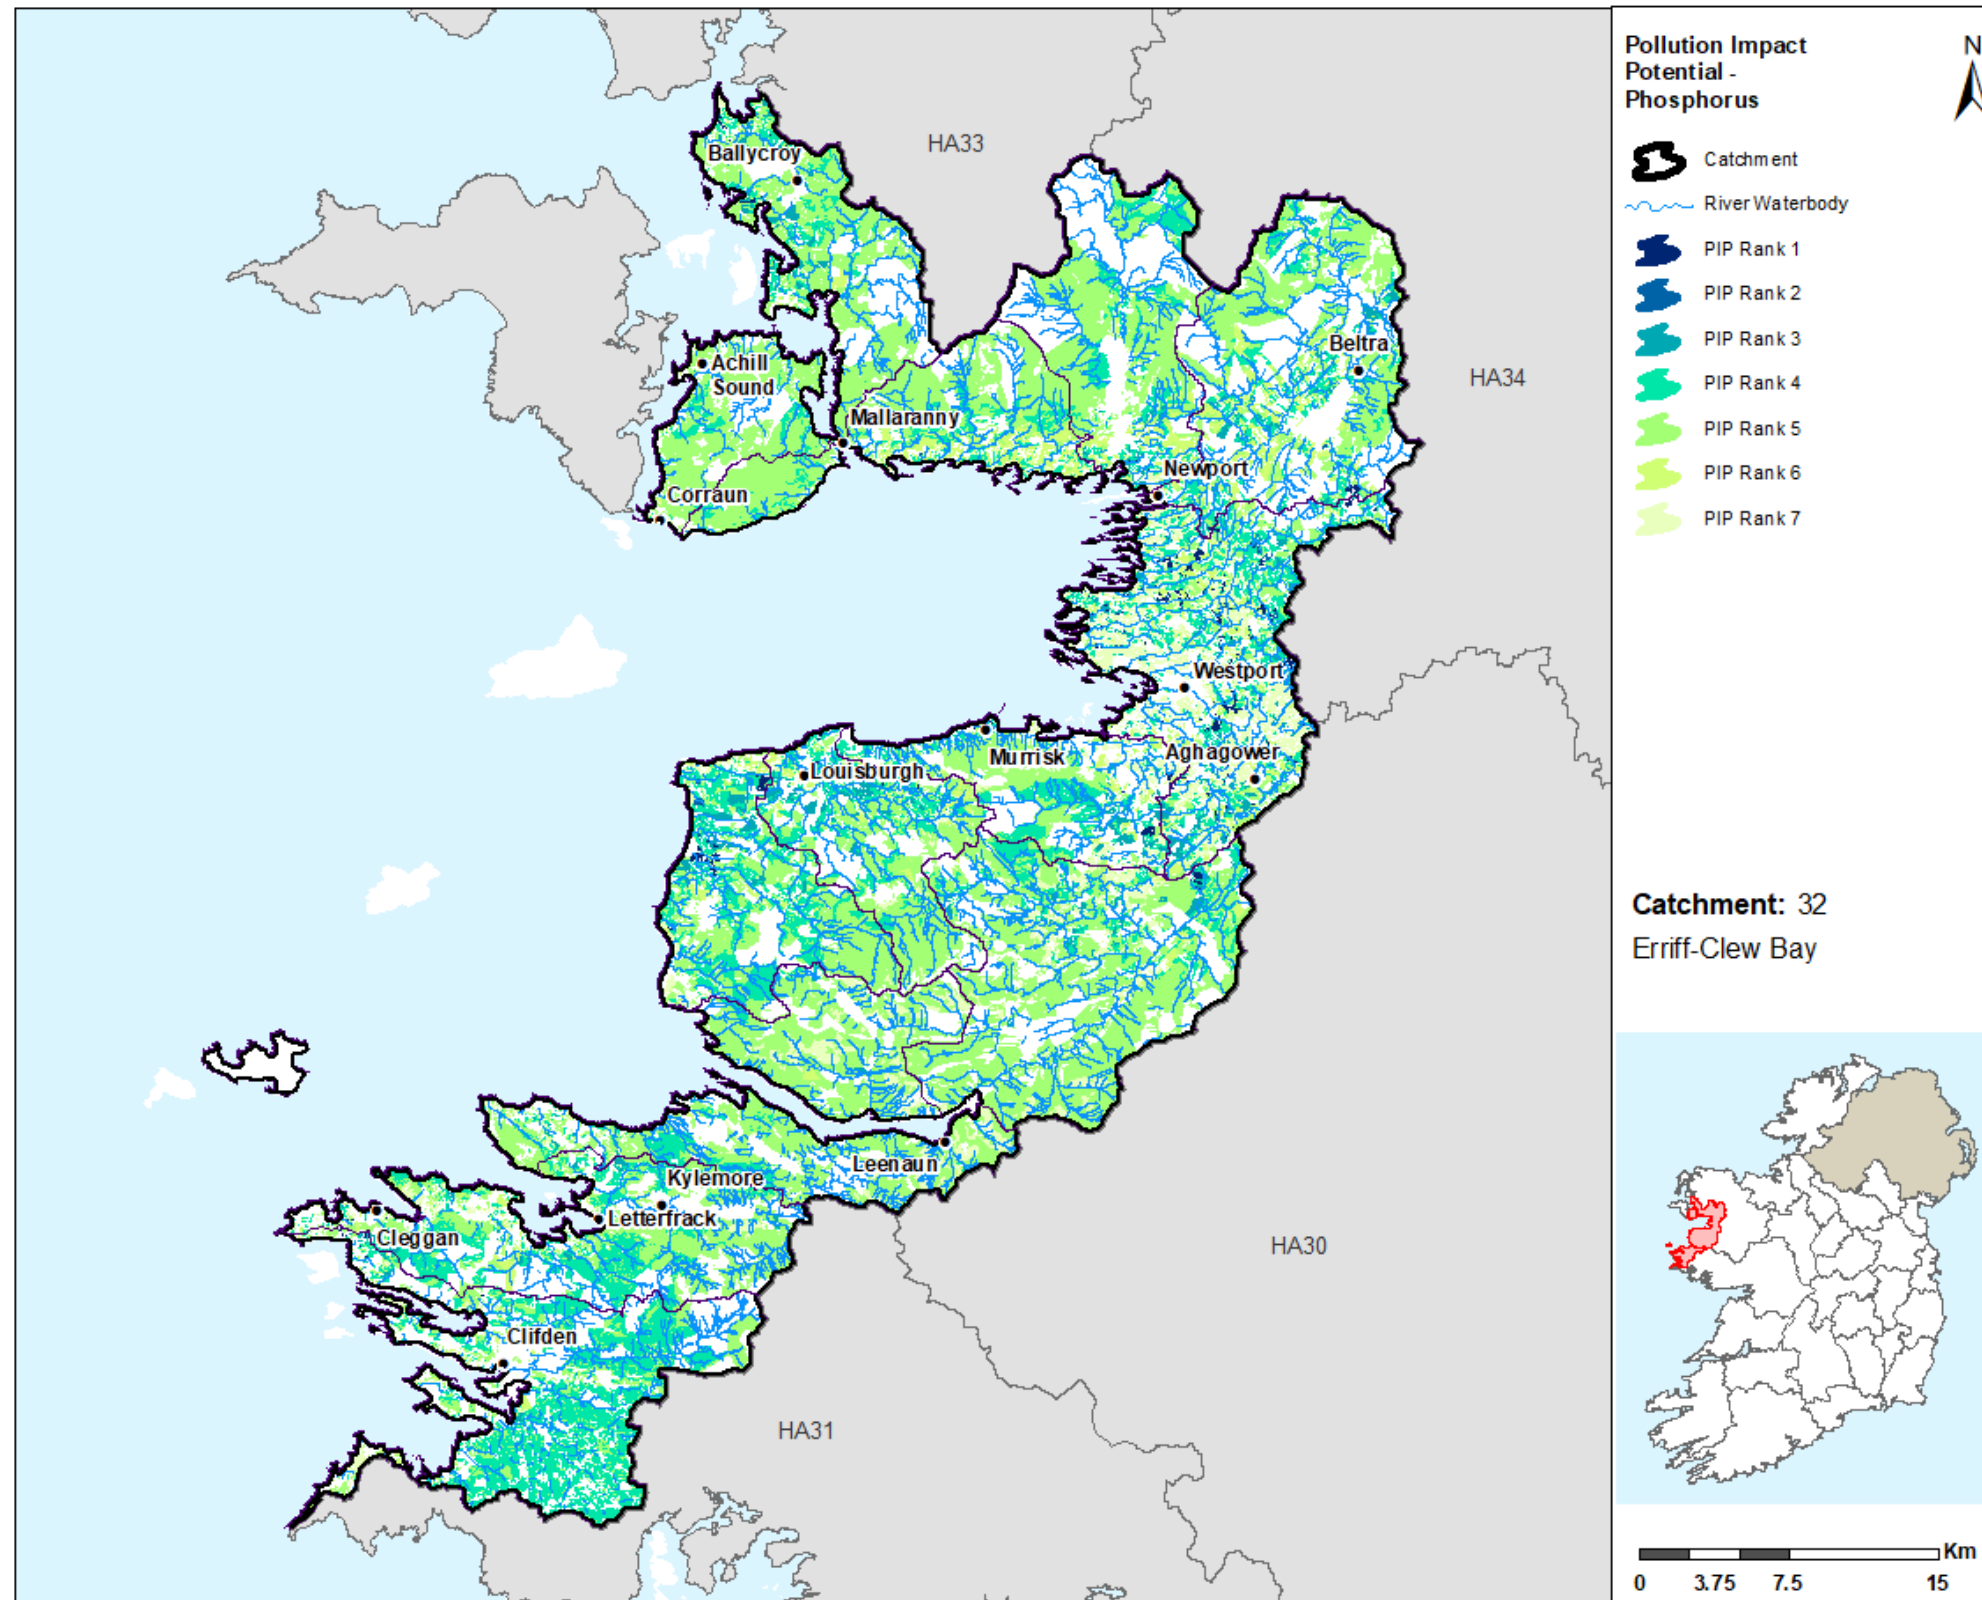 Pollution Impact
Potential -
Phosphorus
N
Catchment
River Waterbody
PIP Rank 1
PIP Rank 2
PIP Rank 3
PIP Rank 4
PIP Rank 5
PIP Rank 6
PIP Rank 7
Catchment: 32
Erriff-Clew Bay
Km
0 3.75 7.5 15
HA33
Ballycroy
HA34
Beltra
Achill
Sound
Mallaranny
Newport
Corraun
Westport
Aghagower
Murrisk
Louisburgh
Leenaun
Kylemore
Letterfrack
Cleggan
HA30
Clifden
HA31